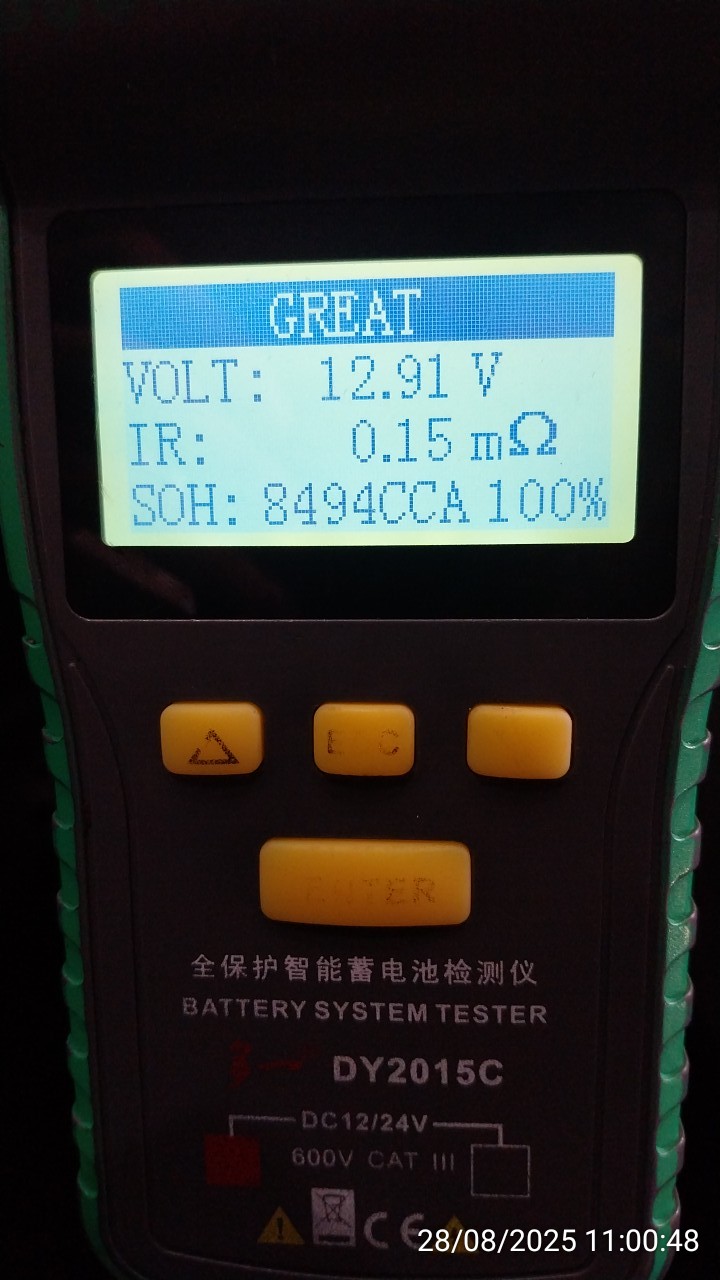 GREAT
VOLT: 12.91 V
IR: 0.15 mΩ
SOH: 8494CCA 100%
ENTER
全保护智能蓄电池检测仪
BATTERY SYSTEM TESTER
DY2015C
DC12/24V
600V CAT III
CE
28/08/2025 11:00:48